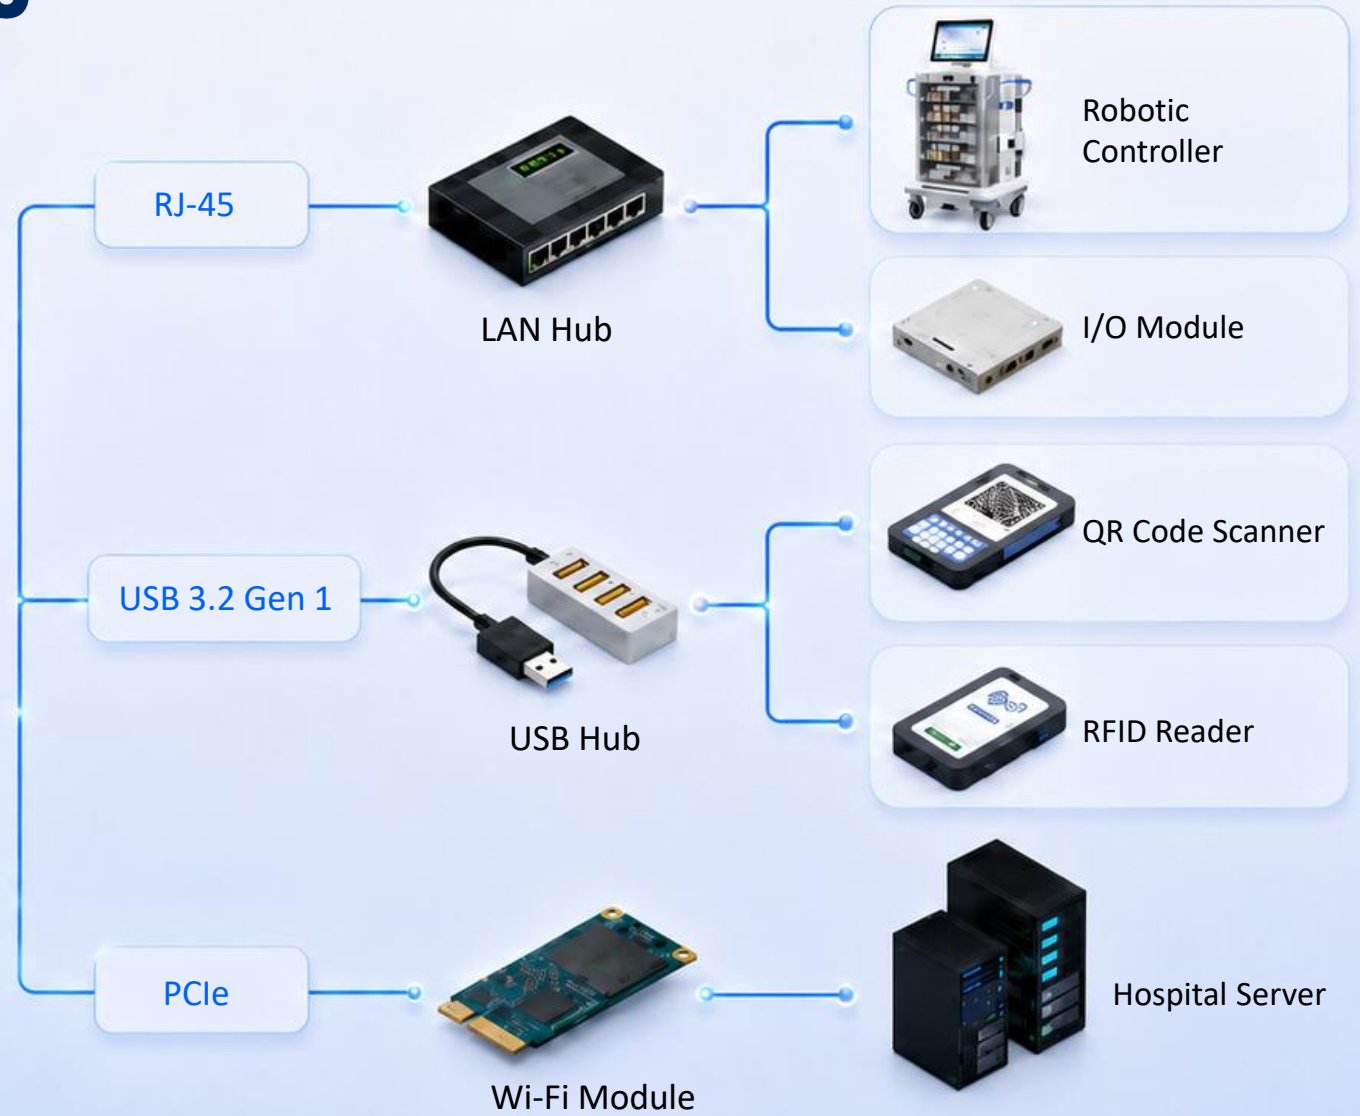 RJ-45
LAN Hub
Robotic
Controller
I/O Module
USB 3.2 Gen 1
USB Hub
QR Code Scanner
RFID Reader
PCIe
Wi-Fi Module
Hospital Server